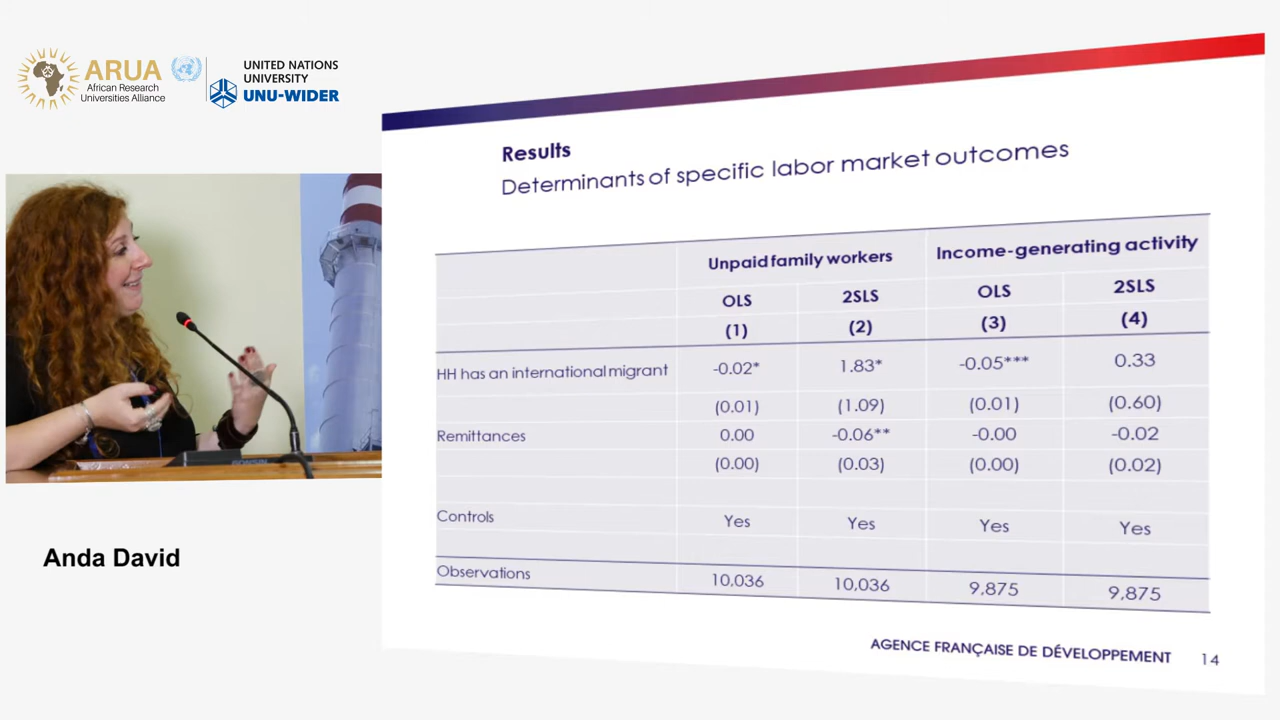 ARUA
African Research
Universities Alliance
UNITED NATIONS
UNIVERSITY
UNU-WIDER
Results
Determinants of specific labor market outcomes
Unpaid family workers Income-generating activity
OLS 2SLS OLS 2SLS
(1) (2) (3) (4)
HH has an international migrant -0.02* 1.83* -0.05*** 0.33
(0.01) (1.09) (0.01) (0.60)
Remittances 0.00 -0.06** -0.00 -0.02
(0.00) (0.03) (0.00) (0.02)
Controls Yes Yes Yes Yes
Observations 10,036 10,036 9,875 9,875
Anda David
AGENCE FRANÇAISE DE DÉVELOPPEMENT 14